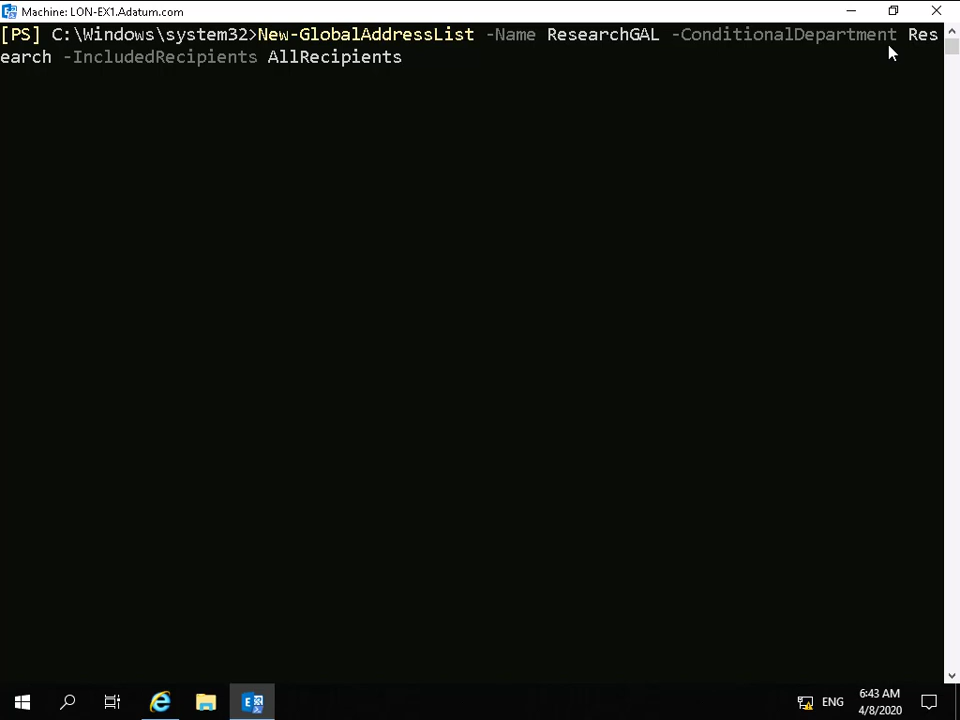 Machine: LON-EX1.Adatum.com
[PS] C:\Windows\system32>New-GlobalAddressList -Name ResearchGAL -ConditionalDepartment Res
earch -IncludedRecipients AllRecipients
ENG
6:43 AM
4/8/2020